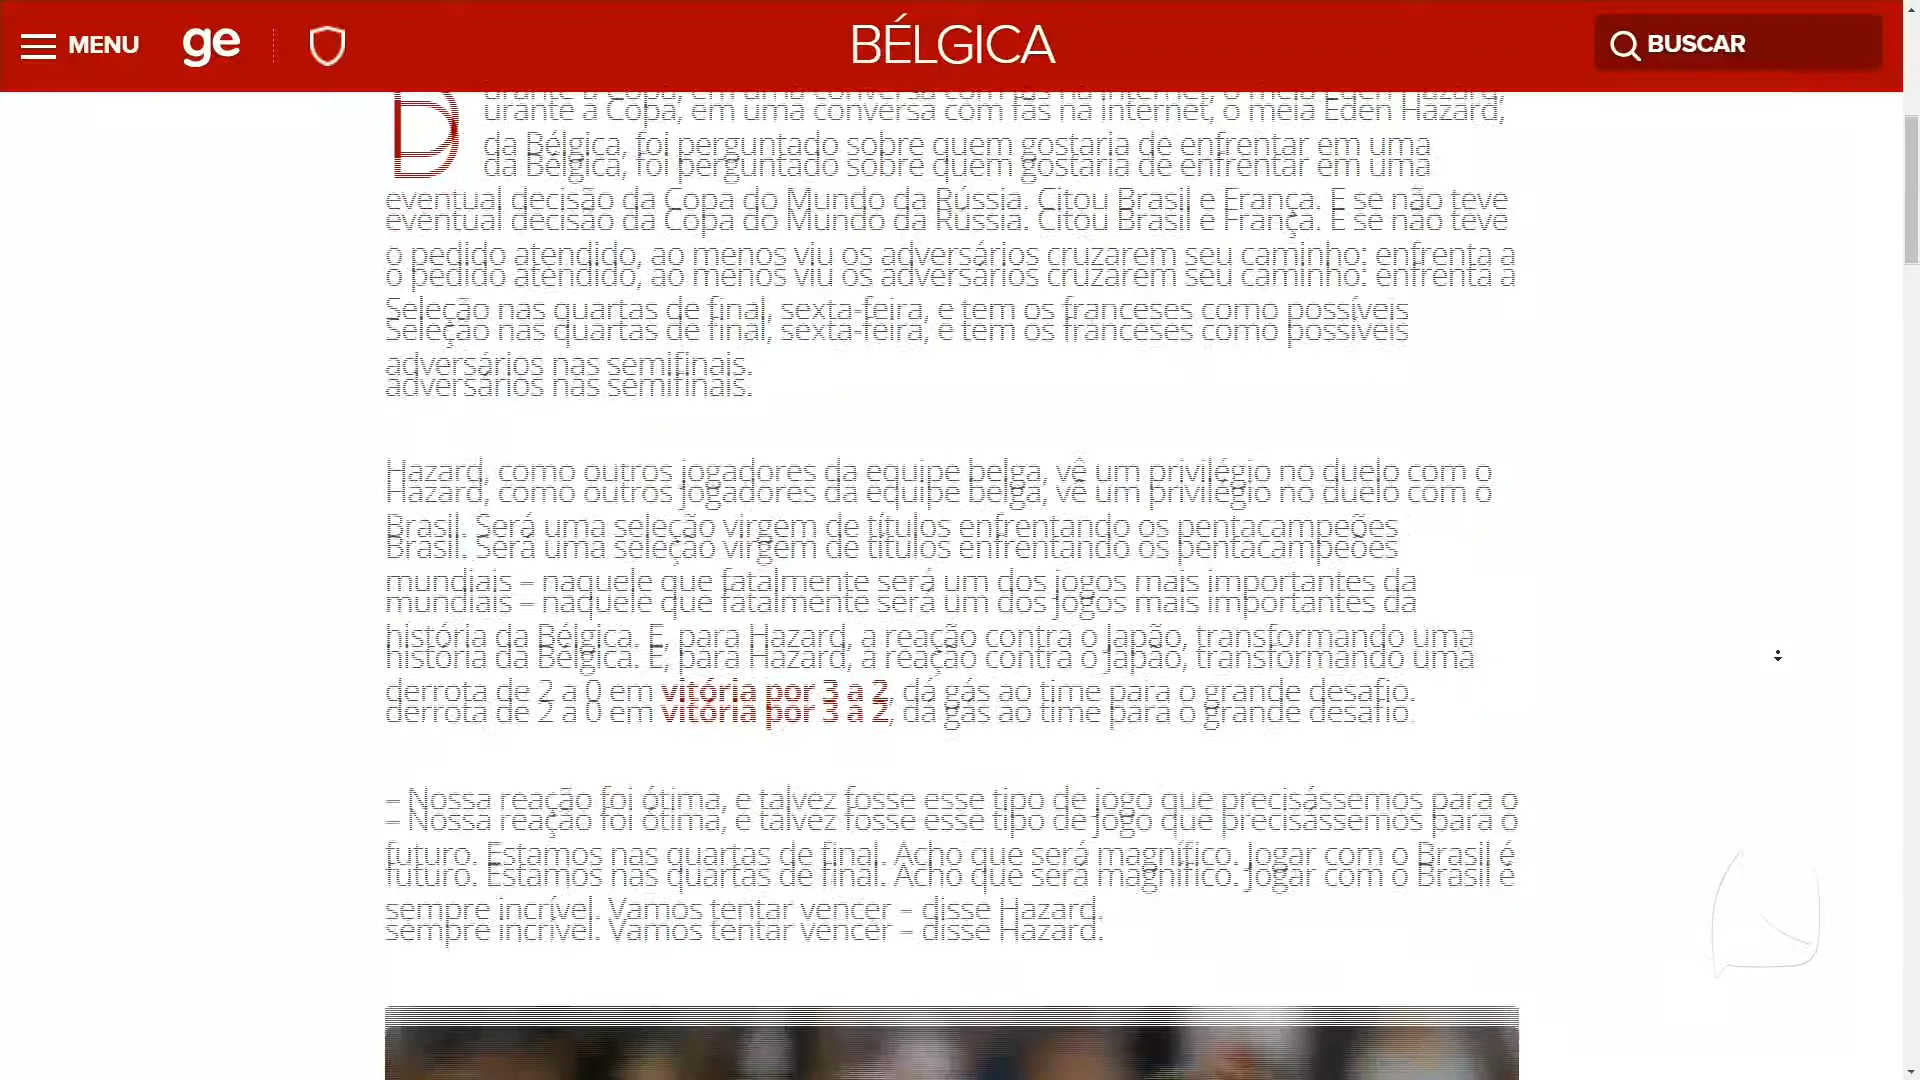 MENU
ge
BÉLGICA
BUSCAR
Durante a Copa, em uma conversa com fãs na internet, o meia Eden Hazard,
da Bélgica, foi perguntado sobre quem gostaria de enfrentar em uma
eventual decisão da Copa do Mundo da Rússia. Citou Brasil e França. E se não teve
o pedido atendido, ao menos viu os adversários cruzarem seu caminho: enfrenta a
Seleção nas quartas de final, sexta-feira, e tem os franceses como possíveis
adversários nas semifinais.
Hazard, como outros jogadores da equipe belga, vê um privilégio no duelo com o
Brasil. Será uma seleção virgem de títulos enfrentando os pentacampeões
mundiais – naquele que fatalmente será um dos jogos mais importantes da
história da Bélgica. E, para Hazard, a reação contra o Japão, transformando uma
derrota de 2 a 0 em vitória por 3 a 2, dá gás ao time para o grande desafio.
– Nossa reação foi ótima, e talvez fosse esse tipo de jogo que precisássemos para o
futuro. Estamos nas quartas de final. Acho que será magnífico. Jogar com o Brasil é
sempre incrível. Vamos tentar vencer – disse Hazard.